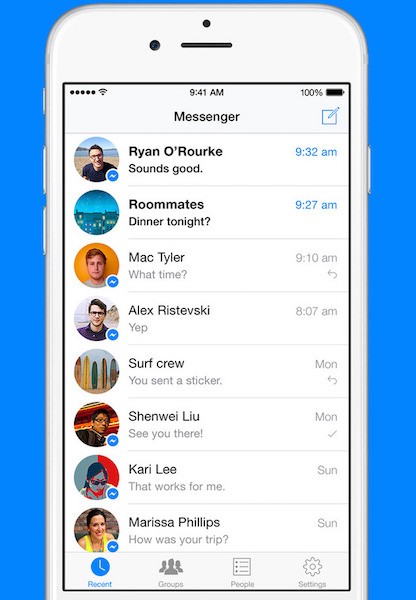 9:41 AM
100%
Messenger
Ryan O'Rourke
9:32 am
Sounds good.
Roommates
9:27 am
Dinner tonight?
Mac Tyler
9:10 am
What time?
Alex Ristevski
8:07 am
Yep
Surf crew
Mon
You sent a sticker.
Shenwei Liu
Mon
See you there!
Kari Lee
Sun
That works for me.
Marissa Phillips
Sun
How was your trip?
Recent
Groups
People
Settings